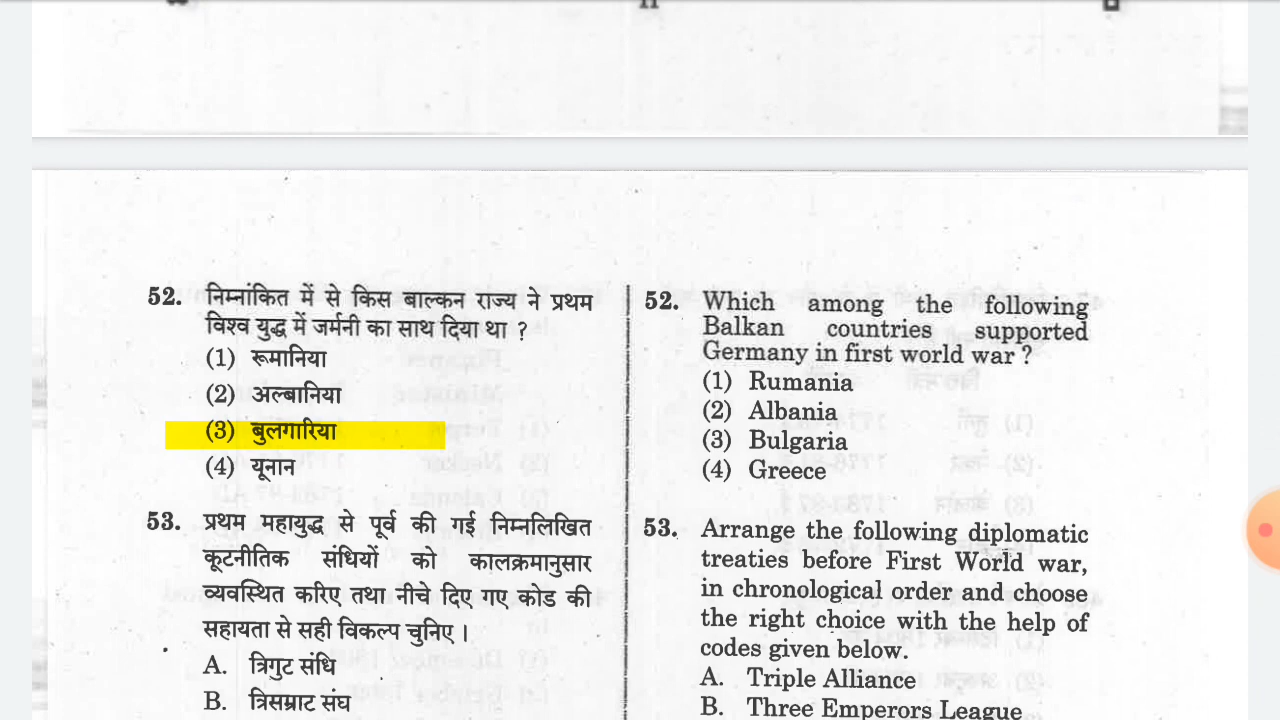 52. निम्नांकित में से किस बाल्कन राज्य ने प्रथम
विश्व युद्ध में जर्मनी का साथ दिया था ?
(1) रूमानिया
(2) अल्बानिया
(3) बुलगारिया
(4) यूनान
53. प्रथम महायुद्ध से पूर्व की गई निम्नलिखित
कूटनीतिक संधियों को कालक्रमानुसार
व्यवस्थित करिए तथा नीचे दिए गए कोड की
सहायता से सही विकल्प चुनिए ।
A. त्रिगुट संधि
B. त्रिसम्राट संघ
52. Which among the following
Balkan countries supported
Germany in first world war ?
(1) Rumania
(2) Albania
(3) Bulgaria
(4) Greece
53. Arrange the following diplomatic
treaties before First World war,
in chronological order and choose
the right choice with the help of
codes given below.
A. Triple Alliance
B. Three Emperors League